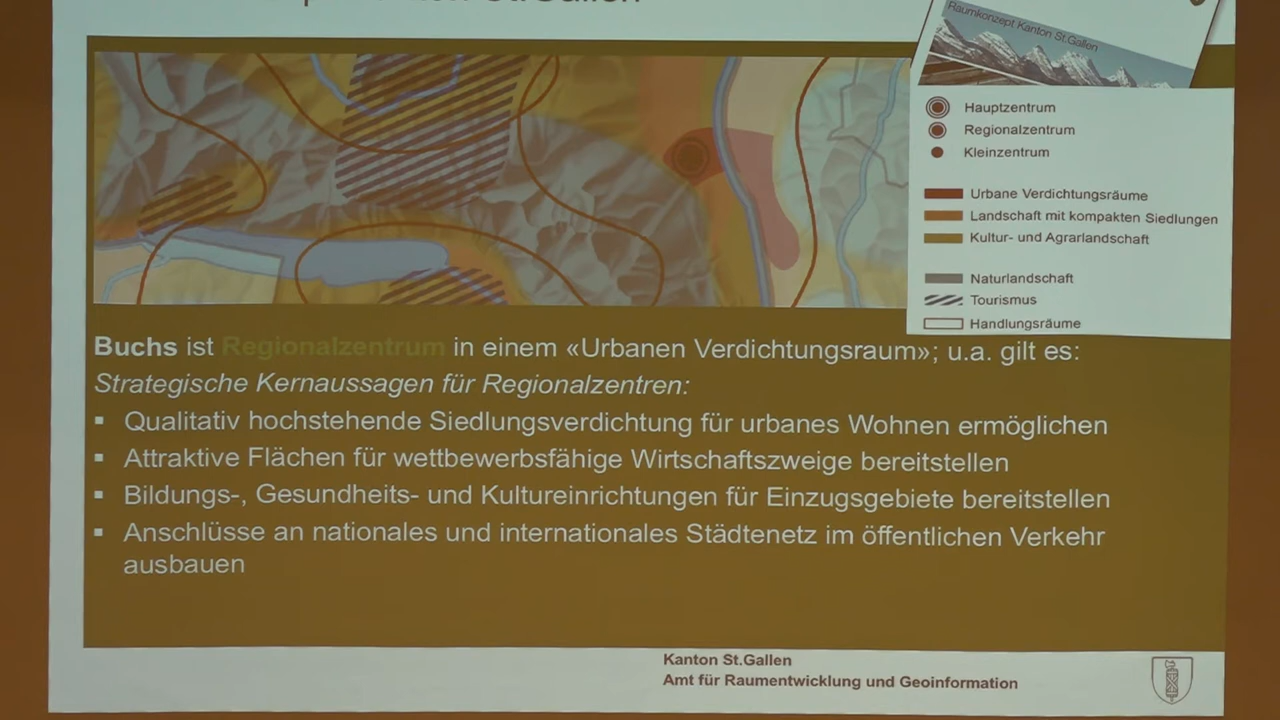 St.Gallen
Raumkonzept Kanton St.Gallen
Hauptzentrum
Regionalzentrum
Kleinzentrum
Urbane Verdichtungsräume
Landschaft mit kompakten Siedlungen
Kultur- und Agrarlandschaft
Naturlandschaft
Tourismus
Handlungsräume
Buchs ist Regionalzentrum in einem «Urbanen Verdichtungsraum»; u.a. gilt es:
Strategische Kernaussagen für Regionalzentren:
▪ Qualitativ hochstehende Siedlungsverdichtung für urbanes Wohnen ermöglichen
▪ Attraktive Flächen für wettbewerbsfähige Wirtschaftszweige bereitstellen
▪ Bildungs-, Gesundheits- und Kultureinrichtungen für Einzugsgebiete bereitstellen
▪ Anschlüsse an nationales und internationales Städtenetz im öffentlichen Verkehr
ausbauen
Kanton St.Gallen
Amt für Raumentwicklung und Geoinformation